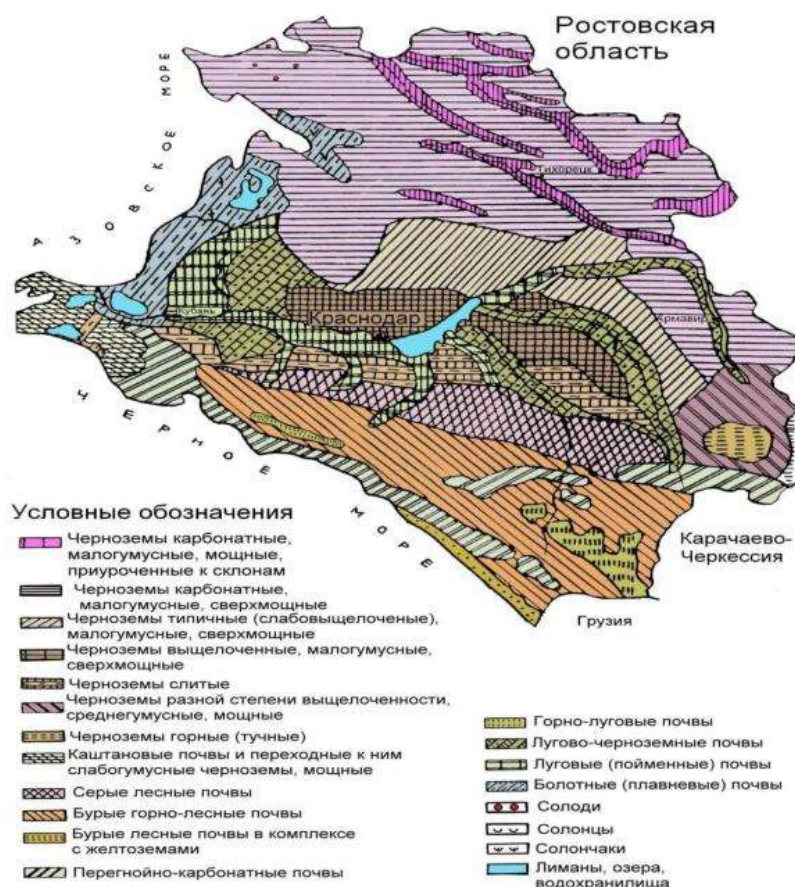 Ростовская
область
АЗОВСКОЕ МОРЕ
Тихорецк
Кубань
Краснодар
Армавир
ЧЕРНОЕ МОРЕ
Карачаево-
Черкессия
Грузия
Условные обозначения
Черноземы карбонатные,
малогумусные, мощные,
приуроченные к склонам
Черноземы карбонатные,
малогумусные, сверхмощные
Черноземы типичные (слабовыщелоченые),
малогумусные, сверхмощные
Черноземы выщелоченные, малогумусные,
сверхмощные
Черноземы слитые
Черноземы разной степени выщелоченности,
среднегумусные, мощные
Черноземы горные (тучные)
Каштановые почвы и переходные к ним
слабогумусные черноземы, мощные
Серые лесные почвы
Бурые горно-лесные почвы
Бурые лесные почвы в комплексе
с желтоземами
Перегнойно-карбонатные почвы
Горно-луговые почвы
Лугово-черноземные почвы
Луговые (пойменные) почвы
Болотные (плавневые) почвы
Солоди
Солонцы
Солончаки
Лиманы, озера,
водохранилища